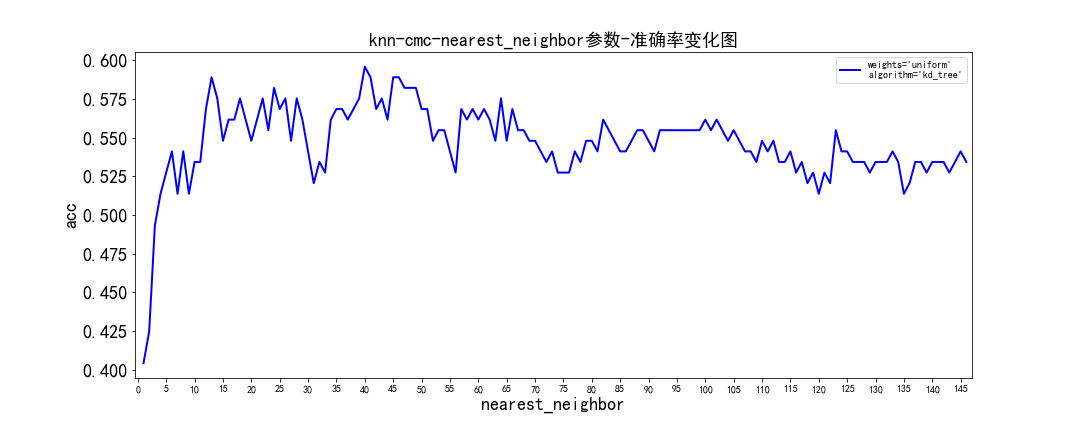 knn-cmc-nearest_neighbor参数-准确率变化图
weights='uniform'
algorithm='kd_tree'
0.600
0.575
0.550
0.525
0.500
0.475
0.450
0.425
0.400
acc
0 5 10 15 20 25 30 35 40 45 50 55 60 65 70 75 80 85 90 95 100 105 110 115 120 125 130 135 140 145
nearest_neighbor